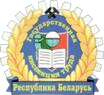 Государственная
инспекция труда
Республика Беларусь